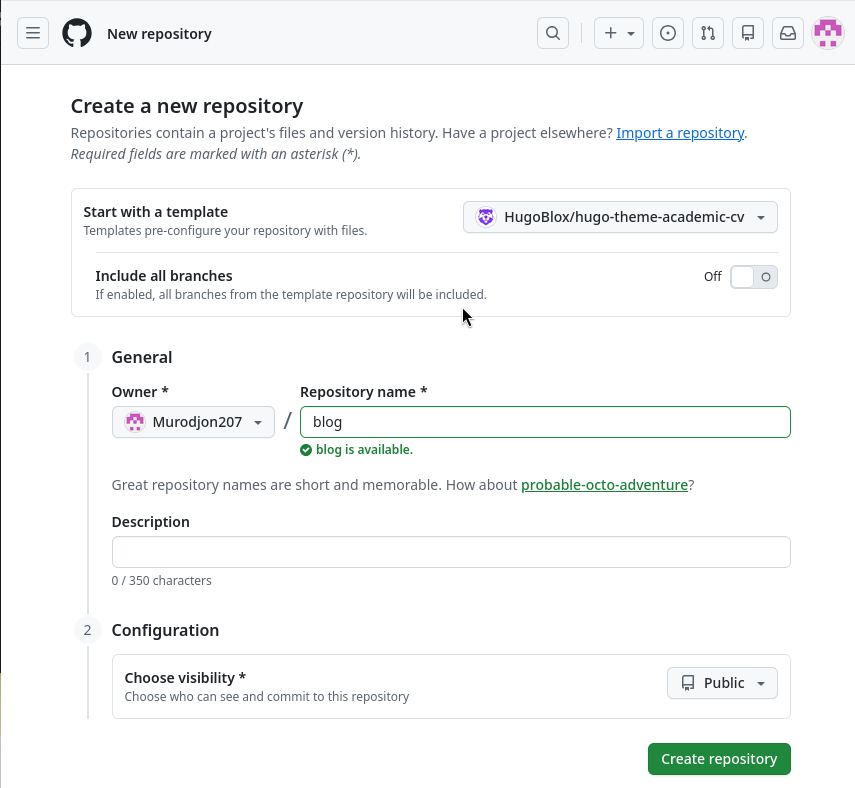 New repository
Create a new repository
Repositories contain a project's files and version history. Have a project elsewhere? Import a repository.
Required fields are marked with an asterisk (*).
Start with a template
Templates pre-configure your repository with files.
HugoBlox/hugo-theme-academic-cv
Include all branches
If enabled, all branches from the template repository will be included.
Off
1 General
Owner * Repository name *
Murodjon207 / blog
blog is available.
Great repository names are short and memorable. How about probable-octo-adventure?
Description
0 / 350 characters
2 Configuration
Choose visibility *
Choose who can see and commit to this repository
Public
Create repository